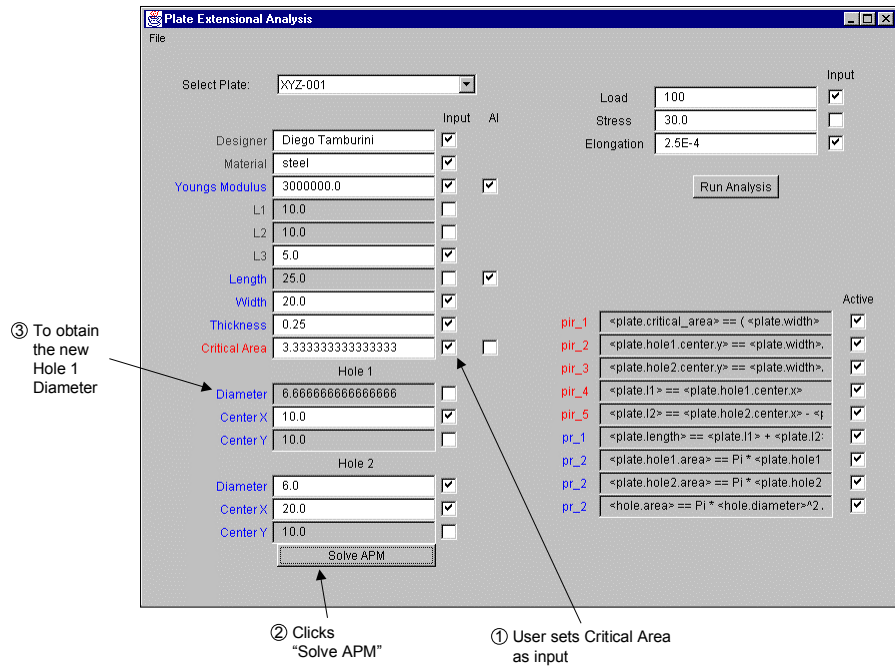 Plate Extensional Analysis
File
Select Plate: XYZ-001
Input AI
Designer Diego Tamburini
Material steel
Youngs Modulus 3000000.0
L1 10.0
L2 10.0
L3 5.0
Length 25.0
Width 20.0
Thickness 0.25
Critical Area 3.333333333333333
Hole 1
Diameter 6.666666666666666
Center X 10.0
Center Y 10.0
Hole 2
Diameter 6.0
Center X 20.0
Center Y 10.0
Solve APM
Input
Load 100
Stress 30.0
Elongation 2.5E-4
Run Analysis
Active
pir_1 <plate.critical_area> == ( <plate.width>
pir_2 <plate.hole1.center.y> == <plate.width>.
pir_3 <plate.hole2.center.y> == <plate.width>.
pir_4 <plate.l1> == <plate.hole1.center.x>
pir_5 <plate.l2> == <plate.hole2.center.x> - <p
pr_1 <plate.length> == <plate.l1> + <plate.l2>
pr_2 <plate.hole1.area> == Pi * <plate.hole1
pr_2 <plate.hole2.area> == Pi * <plate.hole2
pr_2 <hole.area> == Pi * <hole.diameter>^2.
③ To obtain
the new
Hole 1
Diameter
② Clicks
“Solve APM”
① User sets Critical Area
as input